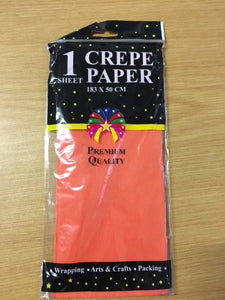 1 CREPE
SHEET PAPER
183 X 50 CM
PREMIUM
QUALITY
Wrapping • Arts & Crafts • Packing